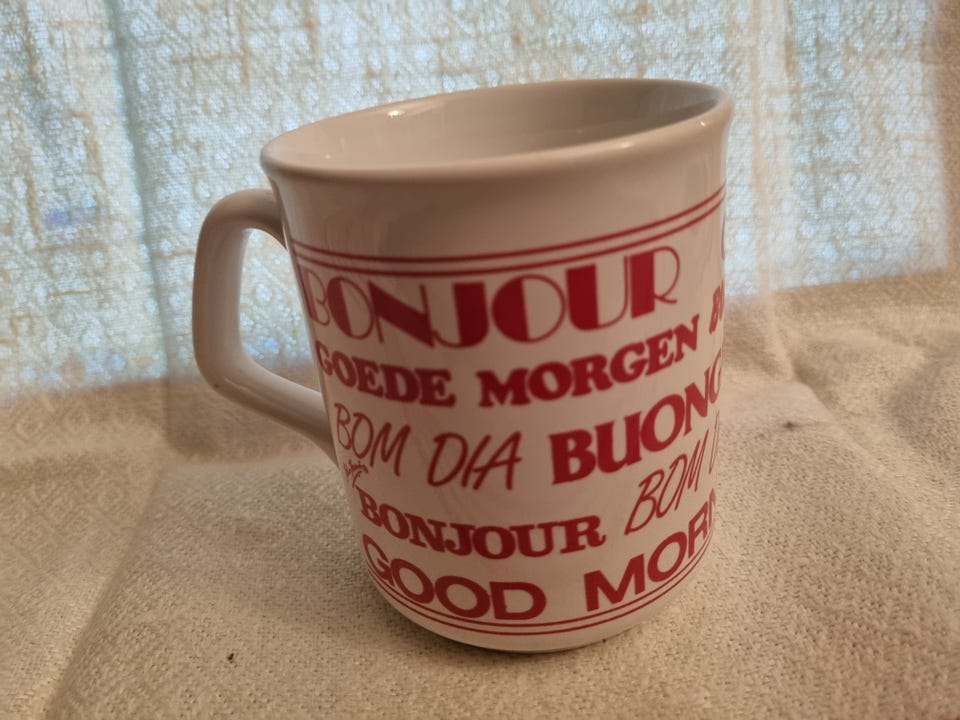 BONJOUR
GOEDE MORGEN
BOM DIA BUONG
BONJOUR BOM D
GOOD MORN